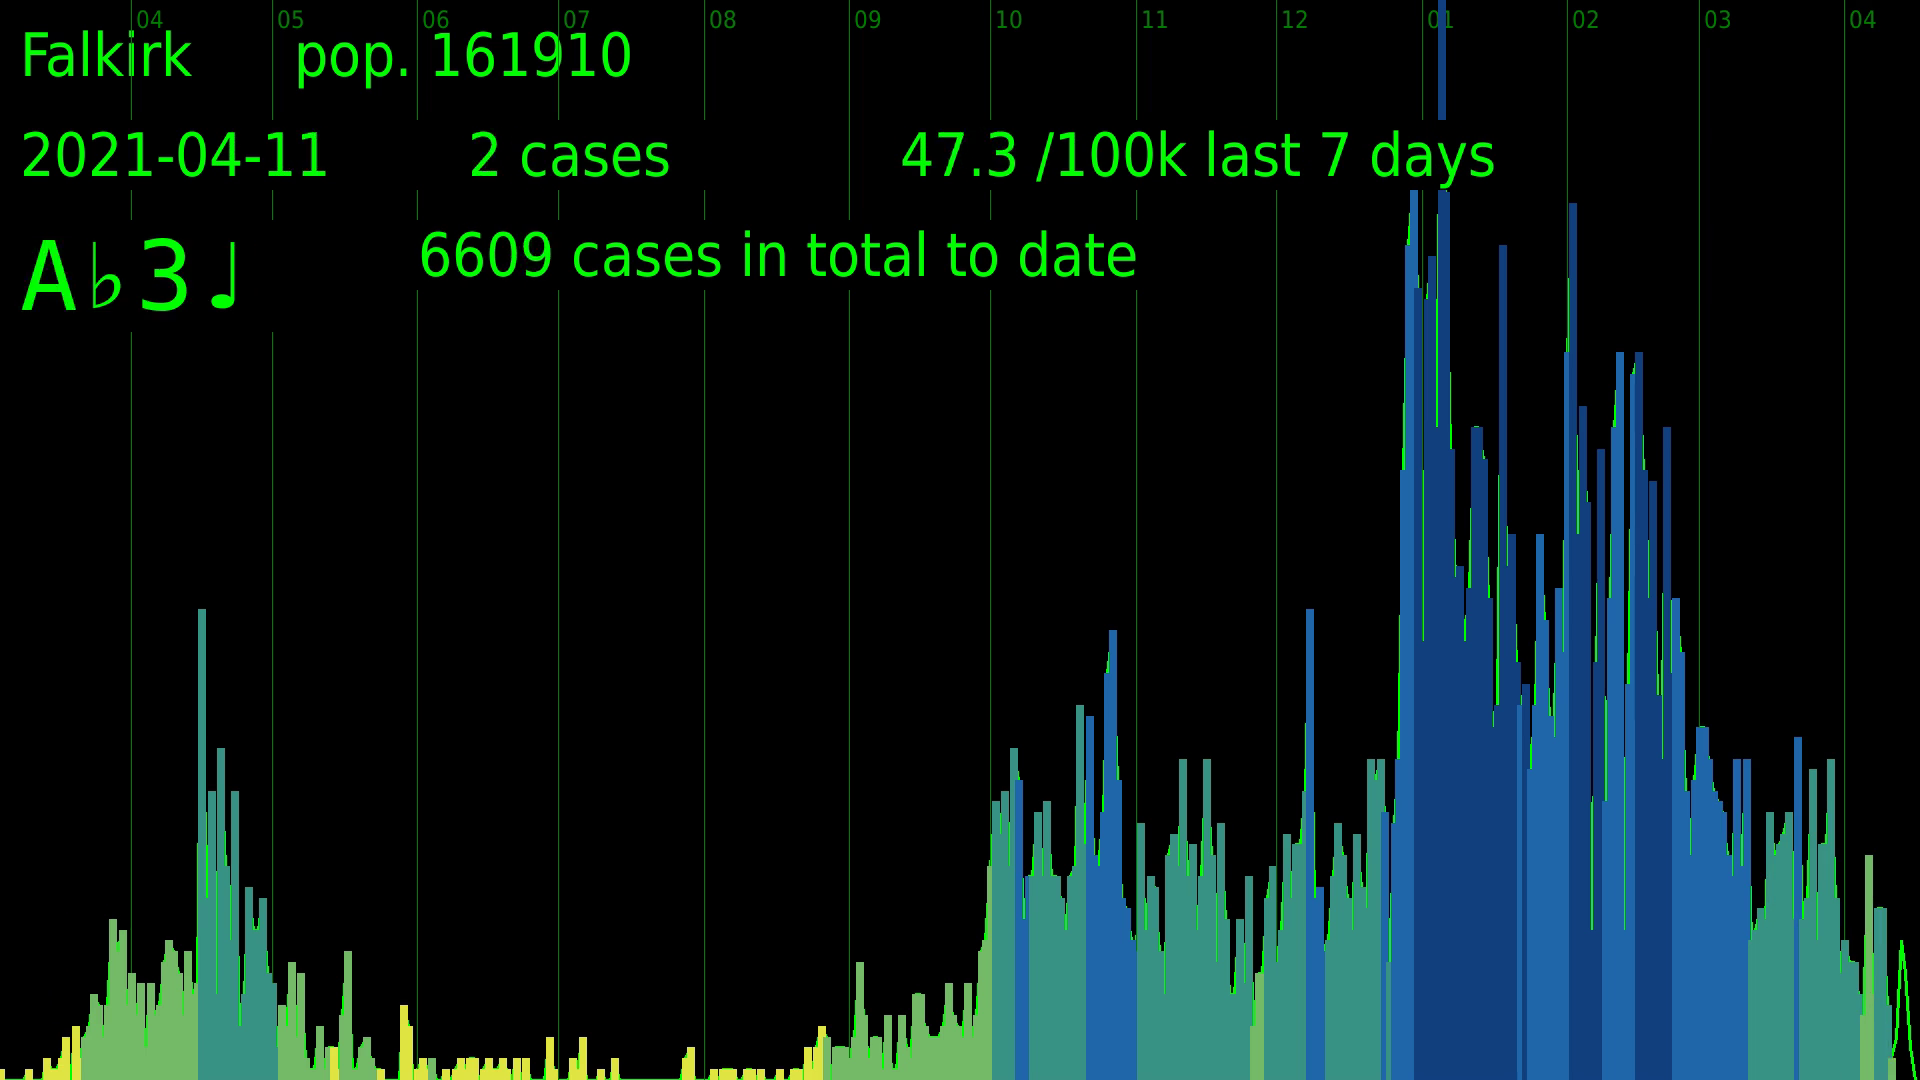 04 05 06 07 08 09 10 11 12 01 02 03 04
Falkirk pop. 161910
2021-04-11 2 cases 47.3 /100k last 7 days
A♭3♩ 6609 cases in total to date